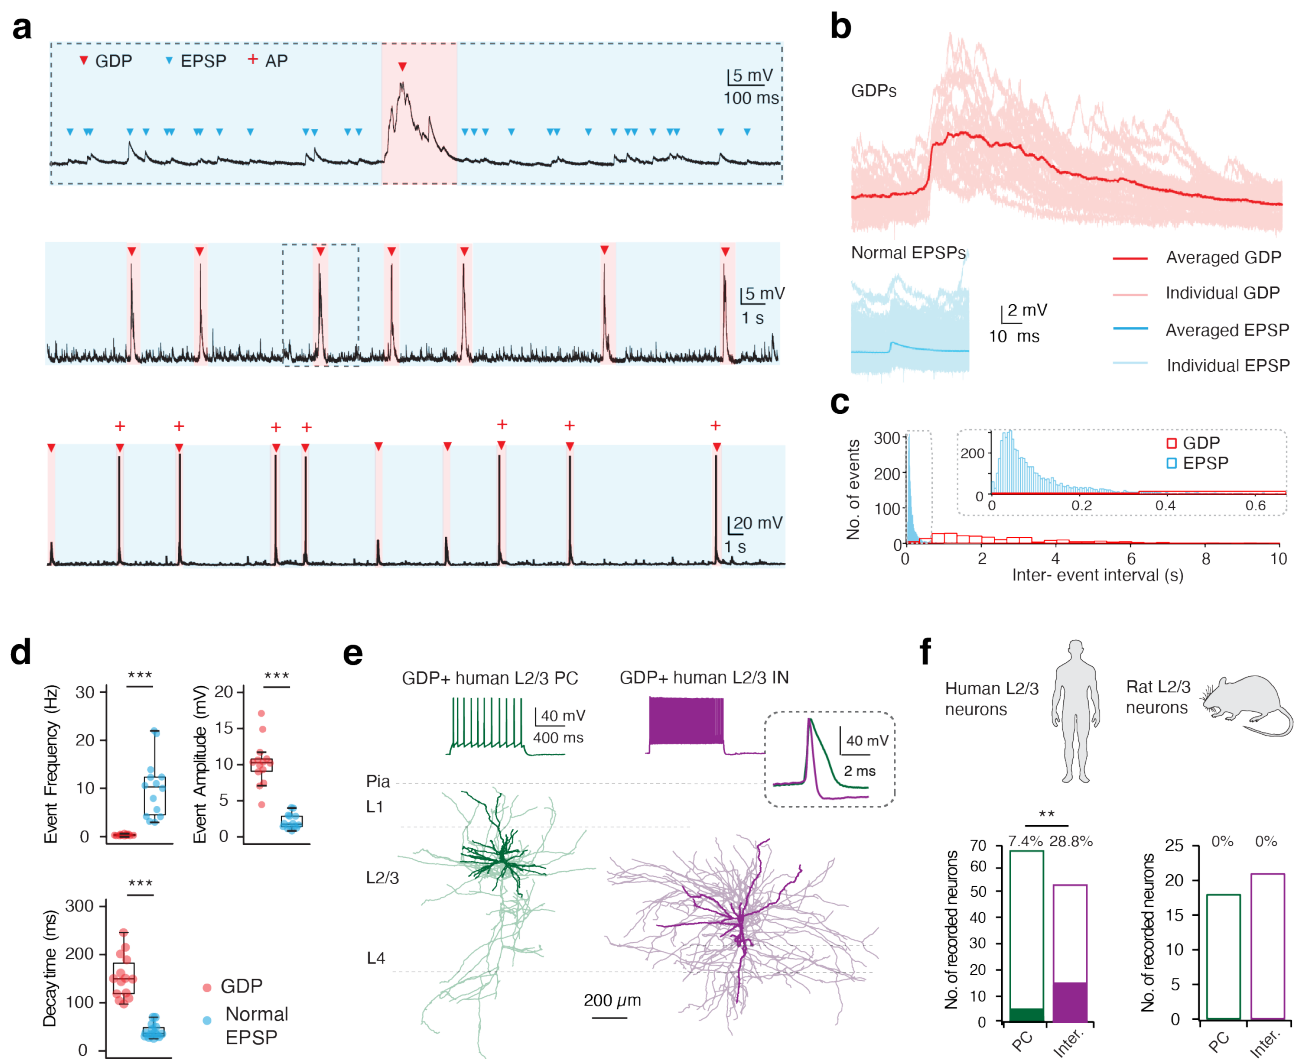 a
GDP EPSP + AP
5 mV
100 ms
5 mV
1 s
+ + + + + + +
20 mV
1 s
b
GDPs
Normal EPSPs
2 mV
10 ms
Averaged GDP
Individual GDP
Averaged EPSP
Individual EPSP
c
No. of events
300
200
100
0
0 2 4 6 8 10
Inter- event interval (s)
200
0
0 0.2 0.4 0.6
GDP
EPSP
d
Event Frequency (Hz)
30
20
10
0
***
Event Amplitude (mV)
20
15
10
5
0
***
Decay time (ms)
300
200
100
0
***
GDP
Normal
EPSP
e
GDP+ human L2/3 PC
40 mV
400 ms
GDP+ human L2/3 IN
40 mV
2 ms
Pia
L1
L2/3
L4
200 µm
f
Human L2/3
neurons
Rat L2/3
neurons
**
7.4% 28.8%
No. of recorded neurons
70
60
50
40
30
20
10
0
PC Inter.
0% 0%
No. of recorded neurons
25
20
15
10
5
0
PC Inter.